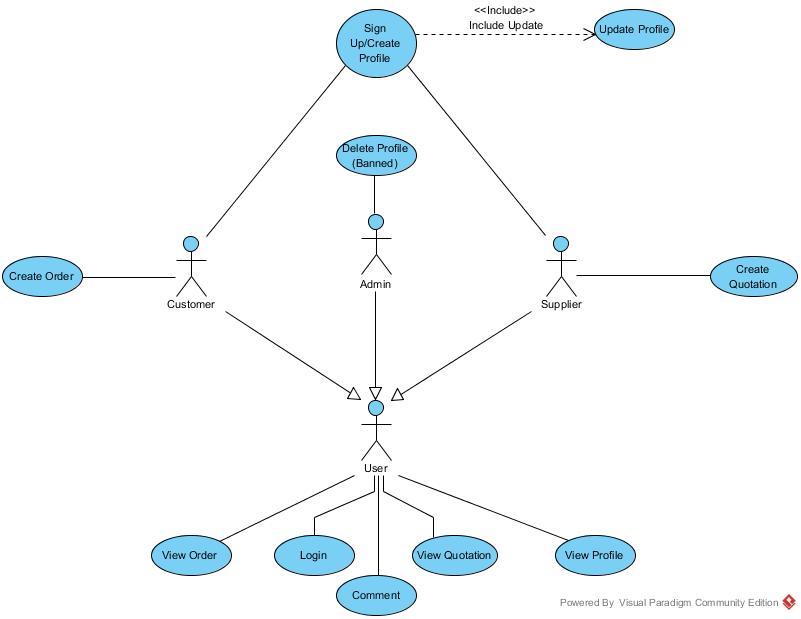 <<Include>>
Include Update
Sign
Up/Create
Profile
Update Profile
Delete Profile
(Banned)
Create Order
Customer
Admin
Supplier
Create
Quotation
User
View Order
Login
View Quotation
View Profile
Comment
Powered By Visual Paradigm Community Edition